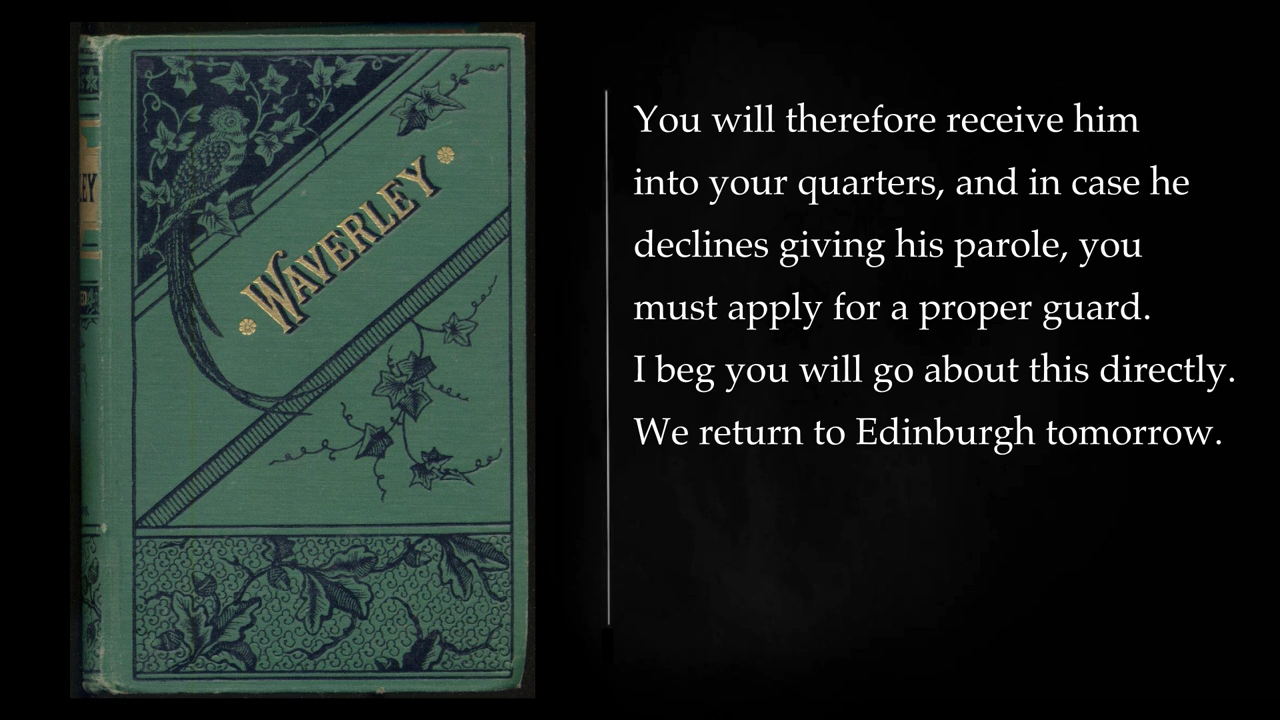 WAVERLEY
EY
You will therefore receive him
into your quarters, and in case he
declines giving his parole, you
must apply for a proper guard.
I beg you will go about this directly.
We return to Edinburgh tomorrow.